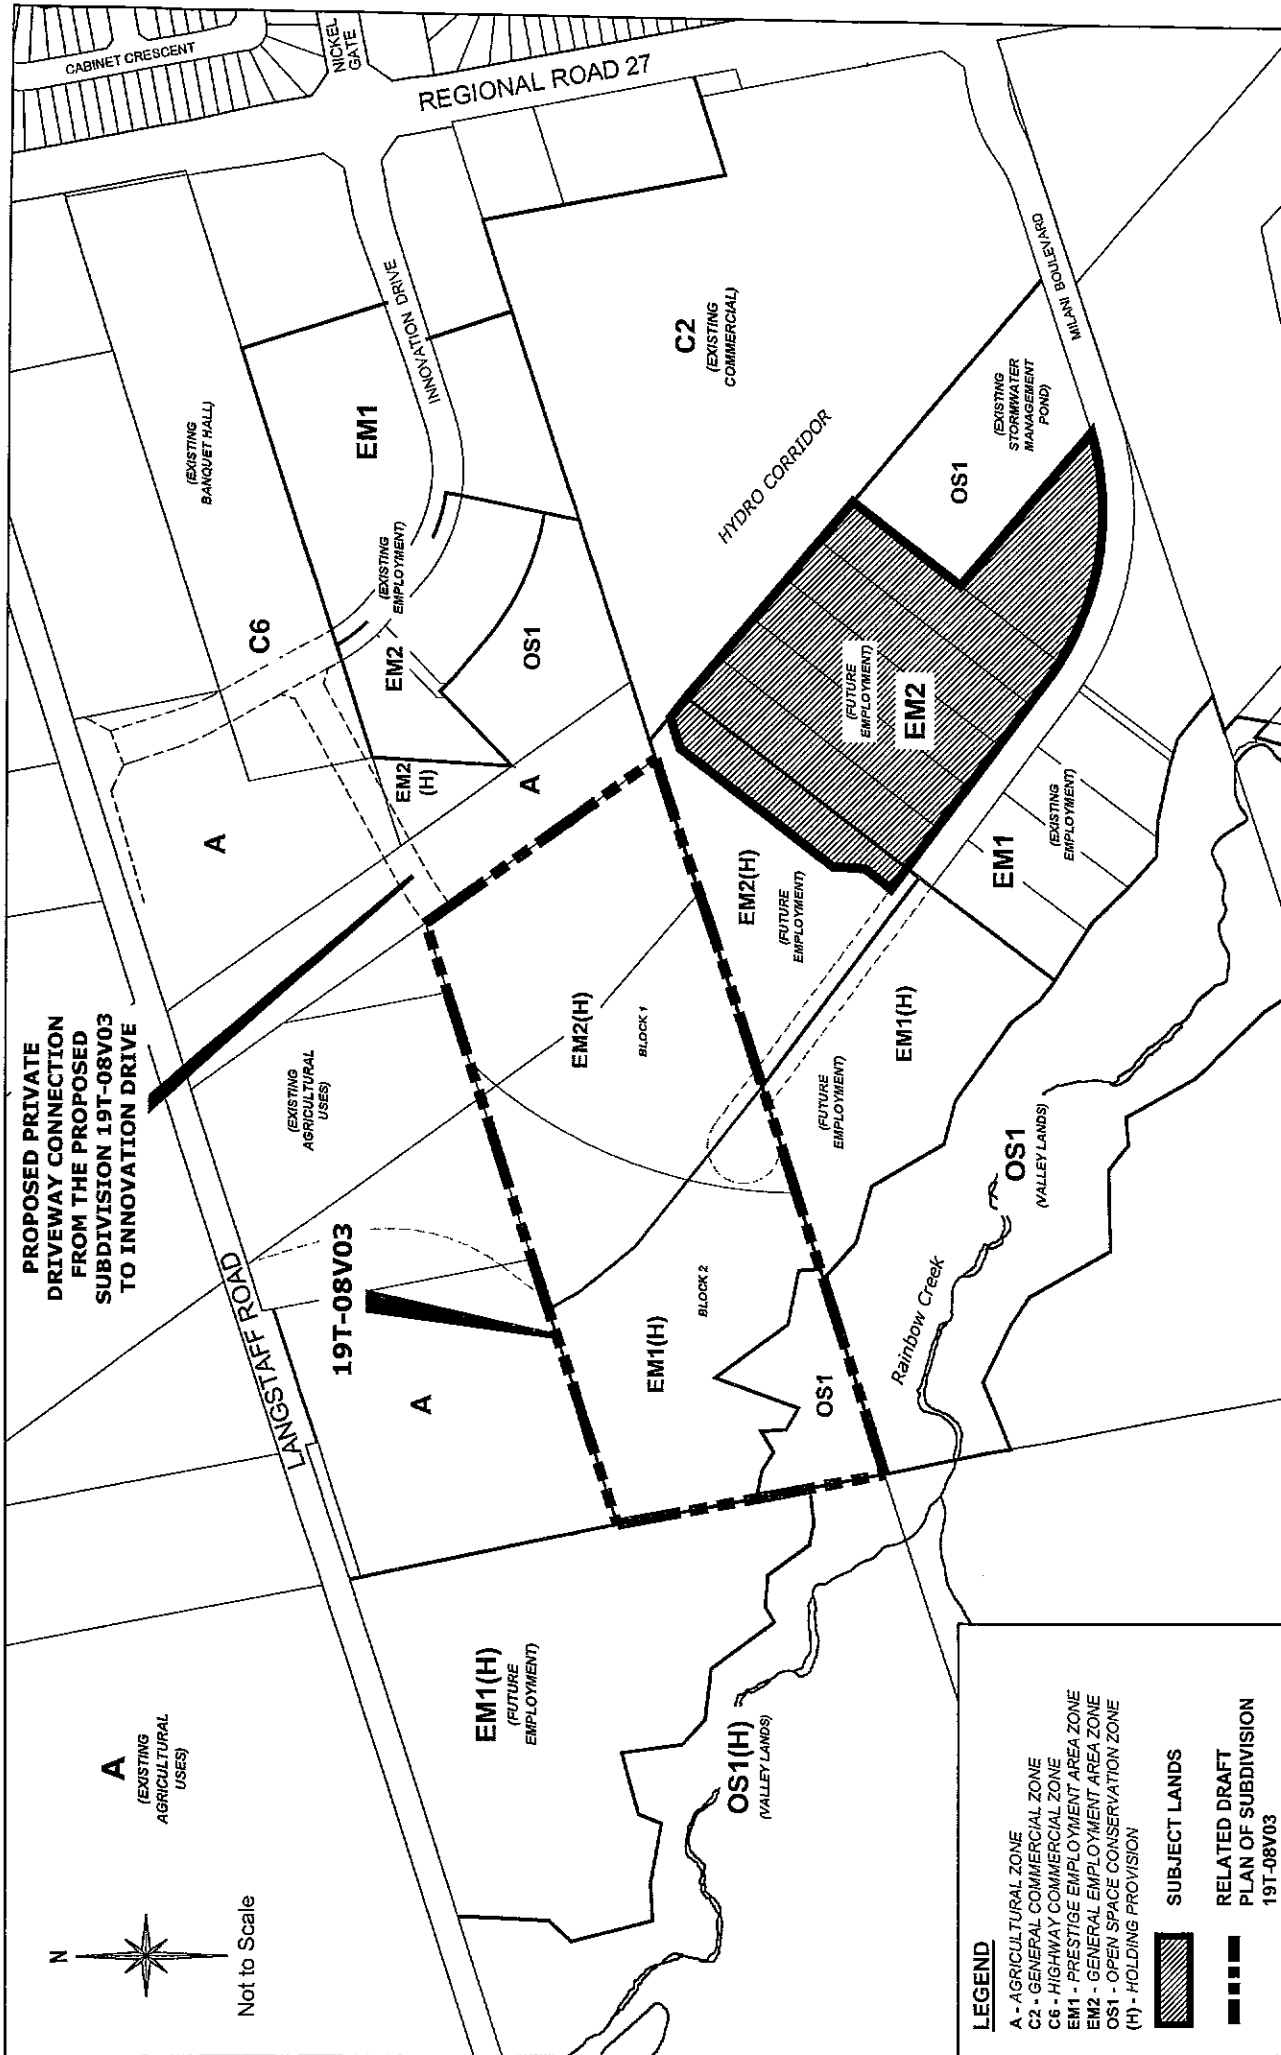 PROPOSED PRIVATE
DRIVEWAY CONNECTION
FROM THE PROPOSED
SUBDIVISION 19T-08V03
TO INNOVATION DRIVE
N
Not to Scale
A
(EXISTING
AGRICULTURAL
USES)
LANGSTAFF ROAD
19T-08V03
A
(EXISTING
AGRICULTURAL
USES)
A
C6
(EXISTING
BANQUET HALL)
CABINET CRESCENT
NICKEL
GATE
REGIONAL ROAD 27
INNOVATION DRIVE
EM1
(EXISTING
EMPLOYMENT)
EM2
EM2
(H)
A
OS1
C2
(EXISTING
COMMERCIAL)
HYDRO CORRIDOR
EM1(H)
(FUTURE
EMPLOYMENT)
OS1(H)
(VALLEY LANDS)
EM1(H)
BLOCK 2
OS1
EM2(H)
BLOCK 1
EM2(H)
(FUTURE
EMPLOYMENT)
(FUTURE
EMPLOYMENT)
EM2
OS1
(EXISTING
STORMWATER
MANAGEMENT
POND)
MILANI BOULEVARD
(FUTURE
EMPLOYMENT)
EM1(H)
EM1
(EXISTING
EMPLOYMENT)
Rainbow Creek
OS1
(VALLEY LANDS)
LEGEND
A - AGRICULTURAL ZONE
C2 - GENERAL COMMERCIAL ZONE
C6 - HIGHWAY COMMERCIAL ZONE
EM1 - PRESTIGE EMPLOYMENT AREA ZONE
EM2 - GENERAL EMPLOYMENT AREA ZONE
OS1 - OPEN SPACE CONSERVATION ZONE
(H) - HOLDING PROVISION
SUBJECT LANDS
RELATED DRAFT
PLAN OF SUBDIVISION
19T-08V03